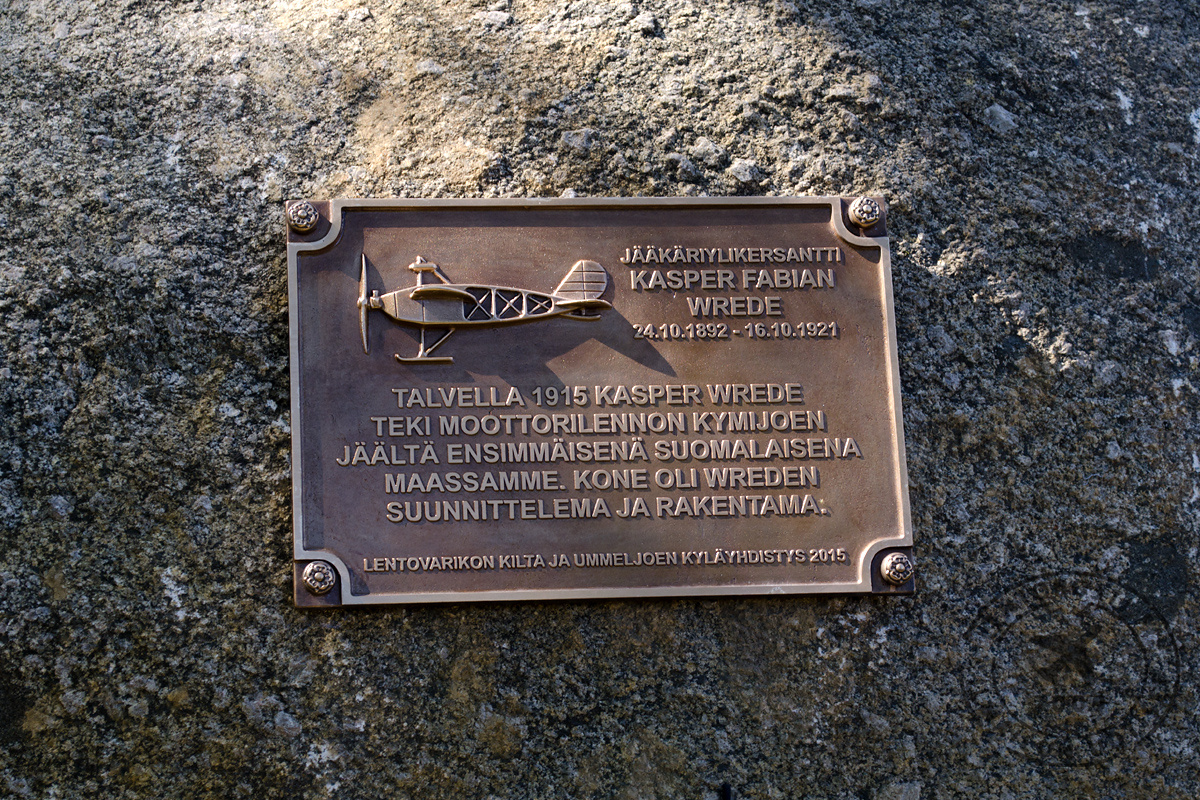 JÄÄKÄRIYLIKERSANTTI
KASPER FABIAN
WREDE
24.10.1892 - 16.10.1921
TALVELLA 1915 KASPER WREDE
TEKI MOOTTORILENNON KYMIJOEN
JÄÄLTÄ ENSIMMÄISENÄ SUOMALAISENA
MAASSAMME. KONE OLI WREDEN
SUUNNITTELEMA JA RAKENTAMA.
LENTOVARIKON KILTA JA UMMELJOEN KYLÄYHDISTYS 2015